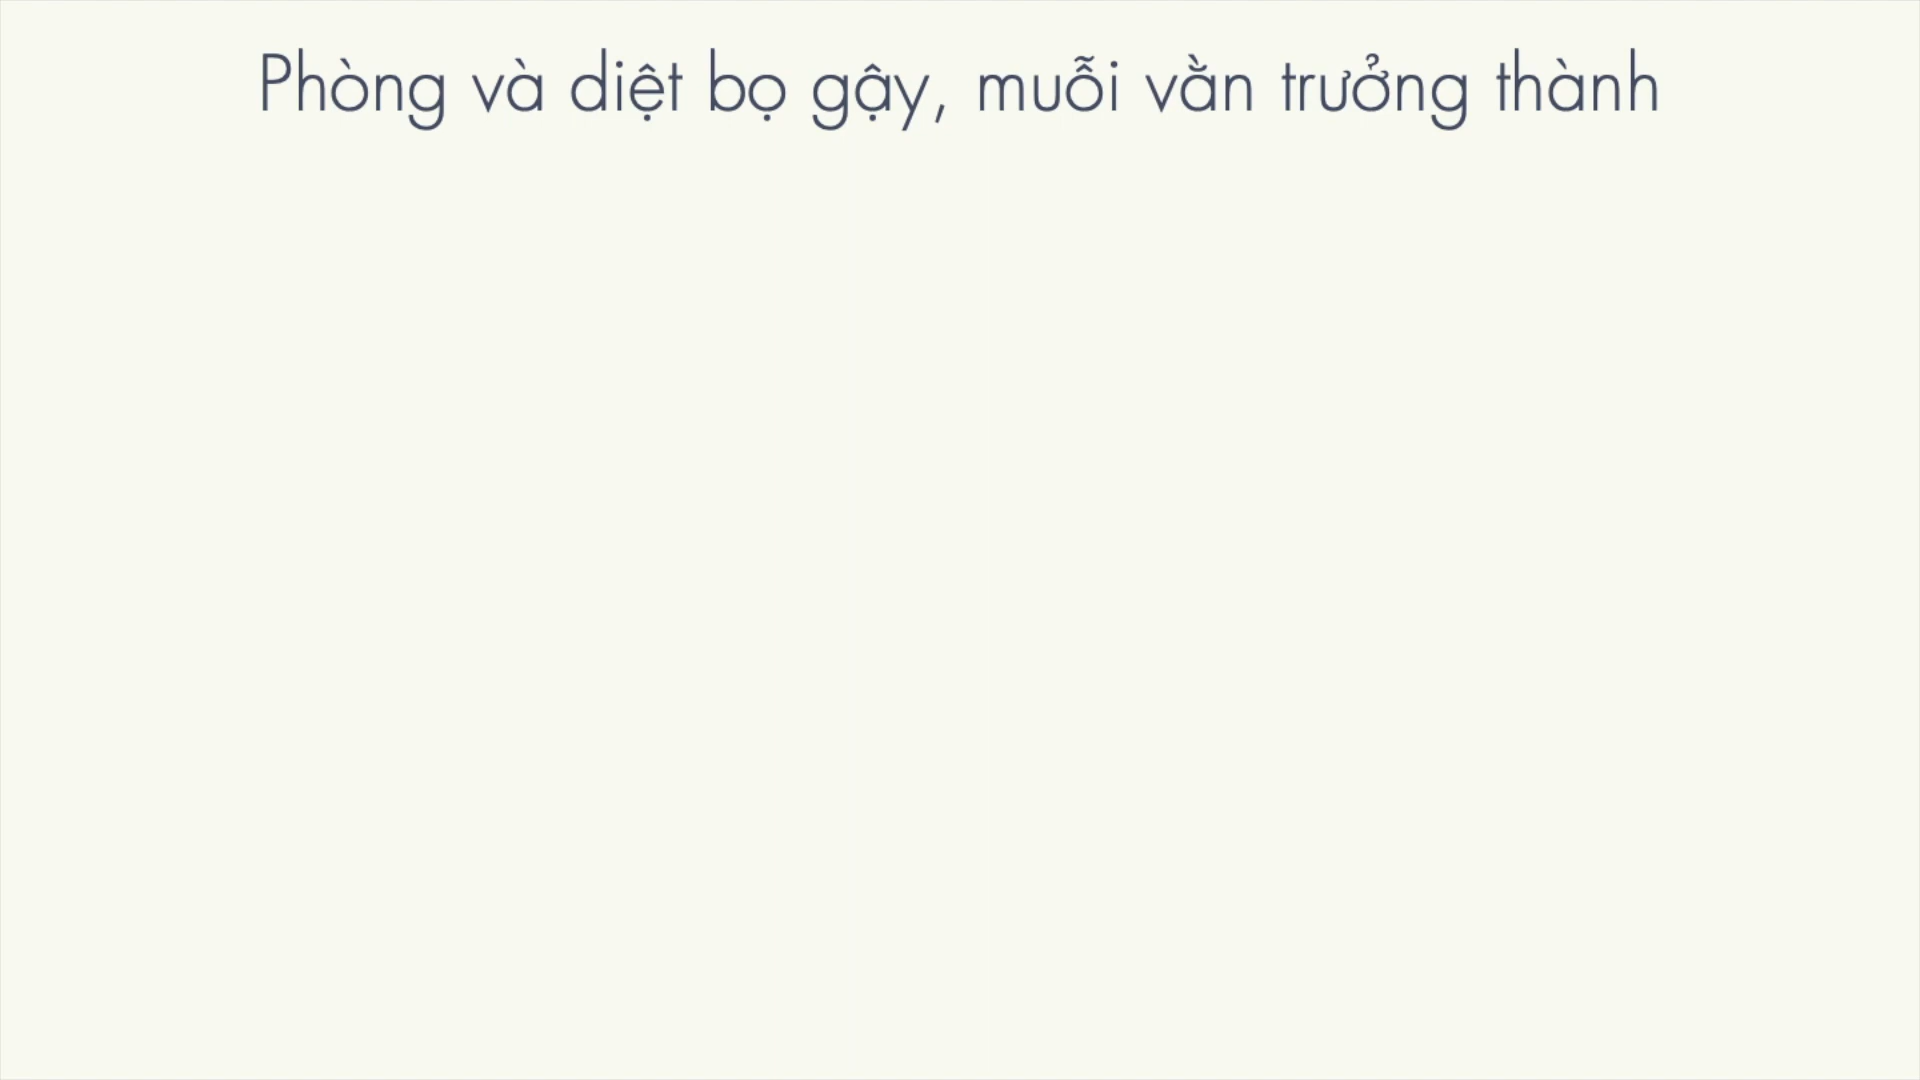 Phòng và diệt bọ gậy, muỗi vằn trưởng thành